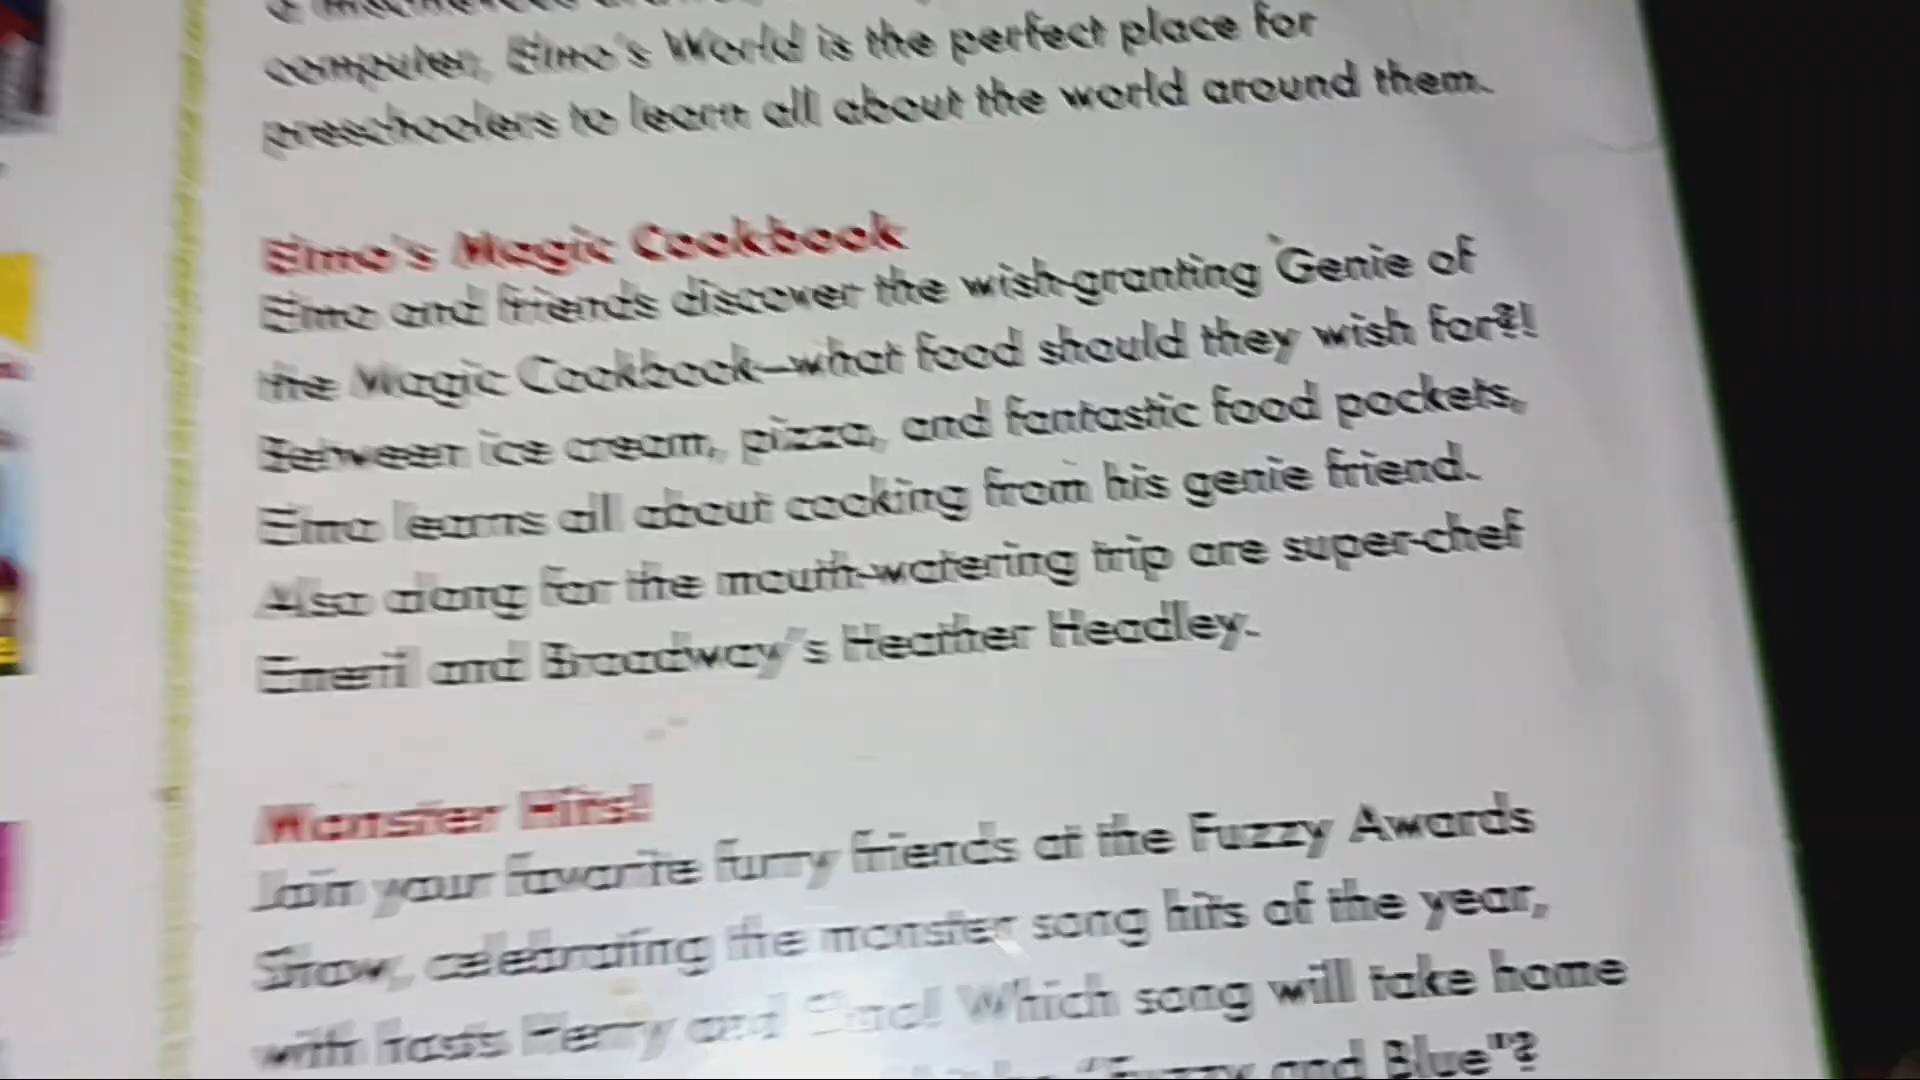 computer, Elmo's World is the perfect place for
preschoolers to learn all about the world around them.
Elmo's Magic Cookbook
Elmo and friends discover the wish-granting Genie of
the Magic Cookbook—what food should they wish for?!
Between ice cream, pizza, and fantastic food pockets,
Elmo learns all about cooking from his genie friend.
Also along for the mouth-watering trip are super-chef
Emeril and Broadway's Heather Headley.
Monster Hits!
Join your favorite furry friends at the Fuzzy Awards
Show, celebrating the monster song hits of the year,
with hosts Herry and Elmo! Which song will take home
"Fuzzy and Blue"?